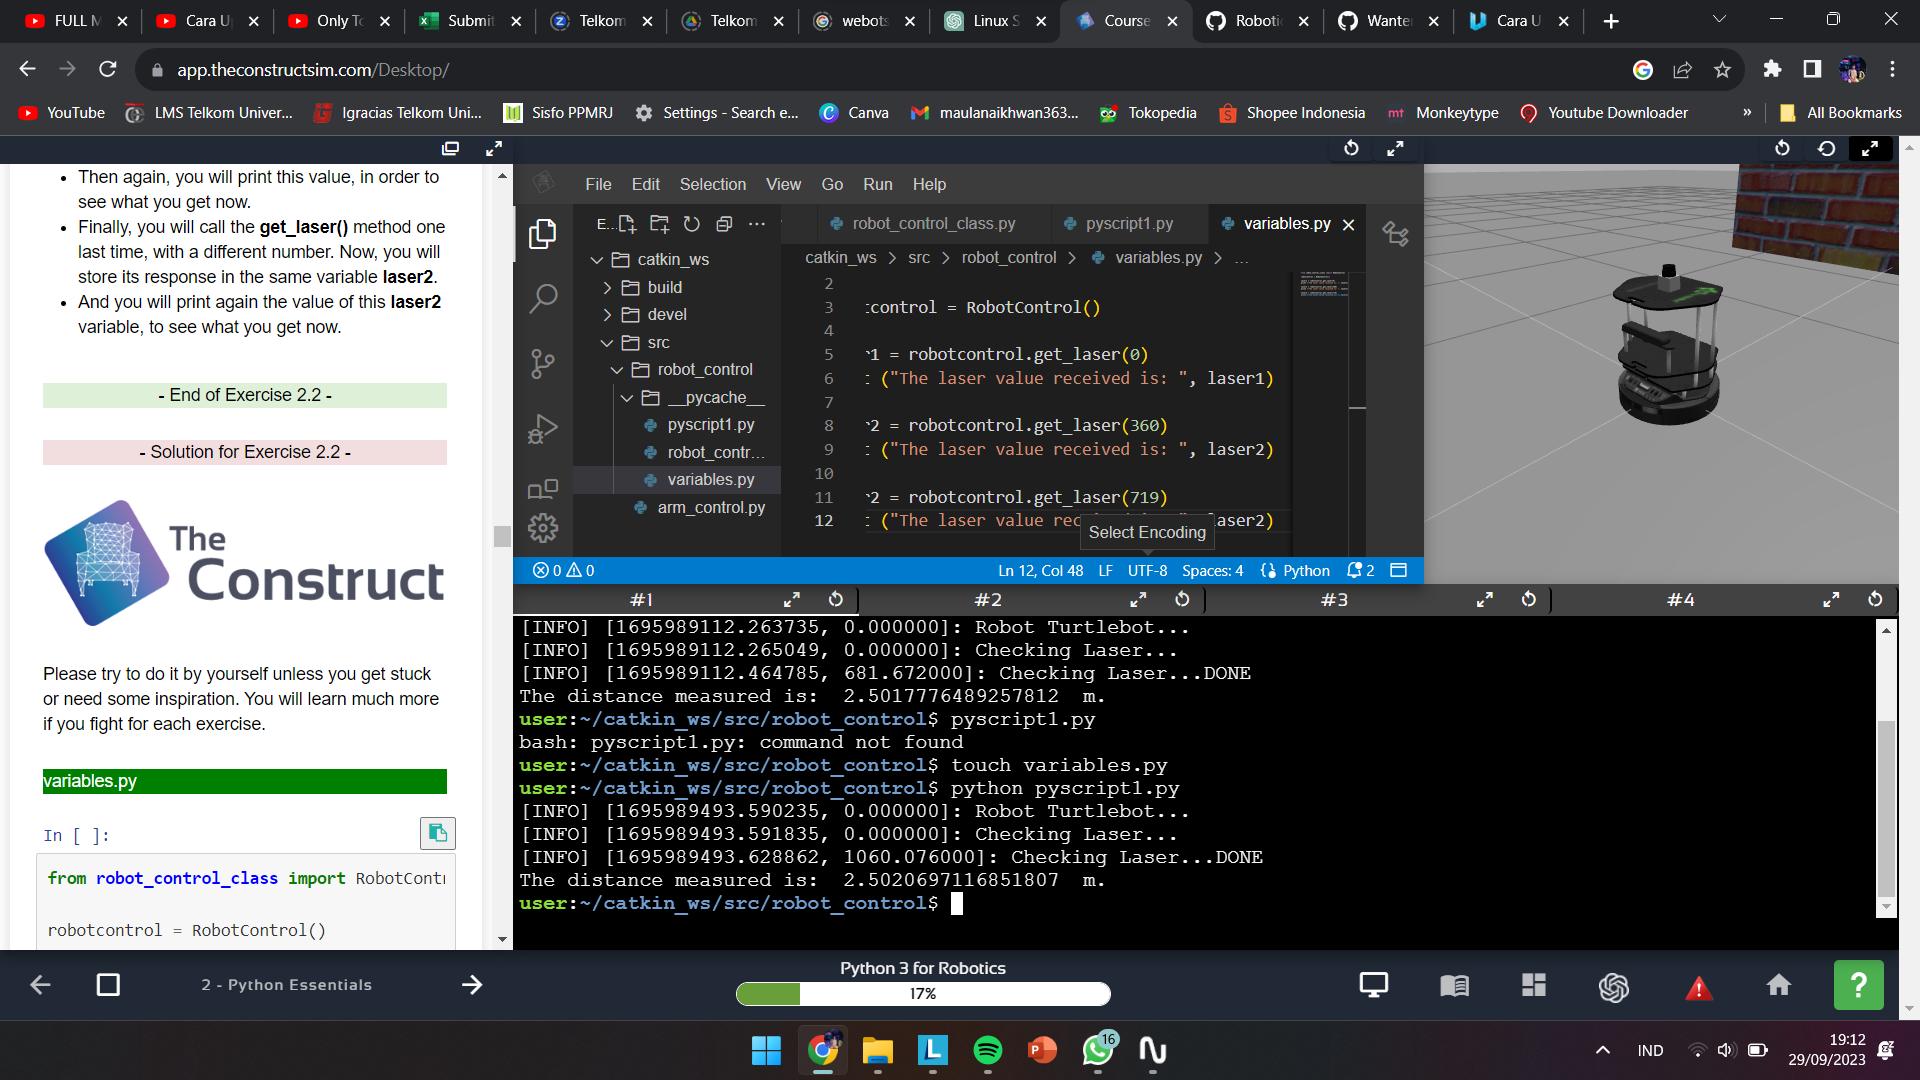 FULL M
Cara U
Only To
Submit
Telkom
Telkom
webots
Linux S
Course
Roboti
Wante
Cara U
app.theconstructsim.com/Desktop/
YouTube
LMS Telkom Univer...
Igracias Telkom Uni...
Sisfo PPMRJ
Settings - Search e...
Canva
maulanaikhwan363...
Tokopedia
Shopee Indonesia
mt Monkeytype
Youtube Downloader
»
All Bookmarks
Then again, you will print this value, in order to
see what you get now.
Finally, you will call the get_laser() method one
last time, with a different number. Now, you will
store its response in the same variable laser2.
And you will print again the value of this laser2
variable, to see what you get now.
- End of Exercise 2.2 -
- Solution for Exercise 2.2 -
The
Construct
Please try to do it by yourself unless you get stuck
or need some inspiration. You will learn much more
if you fight for each exercise.
variables.py
In [ ]:
from robot_control_class import RobotCont
robotcontrol = RobotControl()
File Edit Selection View Go Run Help
E...
robot_control_class.py
pyscript1.py
variables.py
catkin_ws > src > robot_control > variables.py > ...
catkin_ws
build
devel
src
robot_control
__pycache__
pyscript1.py
robot_contr...
variables.py
arm_control.py
2
3 control = RobotControl()
4
5 r1 = robotcontrol.get_laser(0)
6 ("The laser value received is: ", laser1)
7
8 r2 = robotcontrol.get_laser(360)
9 ("The laser value received is: ", laser2)
10
11 r2 = robotcontrol.get_laser(719)
12 ("The laser value rec aser2)
Select Encoding
0 0
Ln 12, Col 48 LF UTF-8 Spaces: 4 Python 2
#1
#2
#3
#4
[INFO] [1695989112.263735, 0.000000]: Robot Turtlebot...
[INFO] [1695989112.265049, 0.000000]: Checking Laser...
[INFO] [1695989112.464785, 681.672000]: Checking Laser...DONE
The distance measured is:  2.5017776489257812  m.
user:~/catkin_ws/src/robot_control$ pyscript1.py
bash: pyscript1.py: command not found
user:~/catkin_ws/src/robot_control$ touch variables.py
user:~/catkin_ws/src/robot_control$ python pyscript1.py
[INFO] [1695989493.590235, 0.000000]: Robot Turtlebot...
[INFO] [1695989493.591835, 0.000000]: Checking Laser...
[INFO] [1695989493.628862, 1060.076000]: Checking Laser...DONE
The distance measured is:  2.5020697116851807  m.
user:~/catkin_ws/src/robot_control$
2 - Python Essentials
Python 3 for Robotics
17%
?
16
IND
19:12
29/09/2023